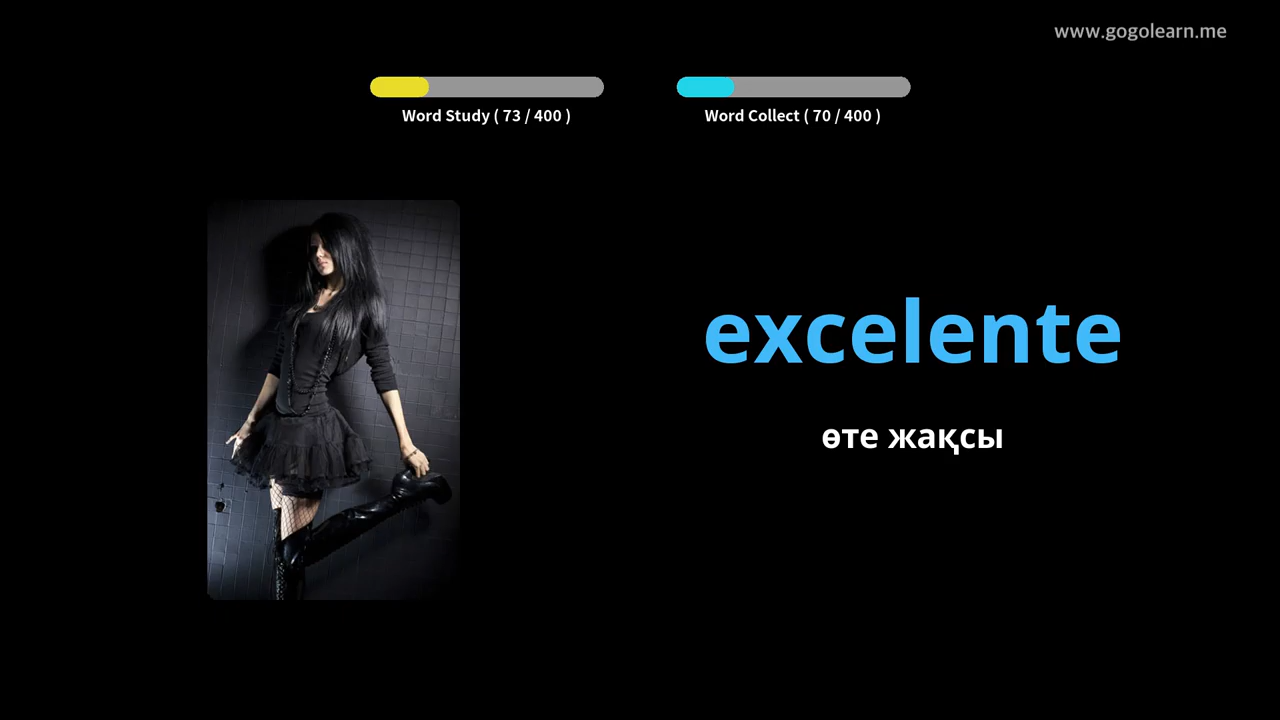 www.gogolearn.me
Word Study ( 73 / 400 )
Word Collect ( 70 / 400 )
excelente
өте жақсы